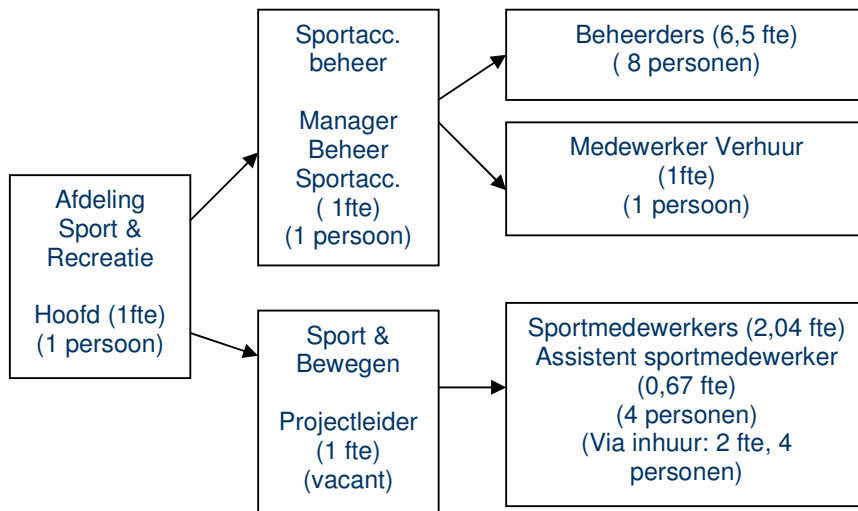 Afdeling
Sport &
Recreatie
Hoofd (1fte)
(1 persoon)
Sportacc.
beheer
Manager
Beheer
Sportacc.
( 1fte)
(1 persoon)
Beheerders (6,5 fte)
( 8 personen)
Medewerker Verhuur
(1fte)
(1 persoon)
Sport &
Bewegen
Projectleider
(1 fte)
(vacant)
Sportmedewerkers (2,04 fte)
Assistent sportmedewerker
(0,67 fte)
(4 personen)
(Via inhuur: 2 fte, 4
personen)